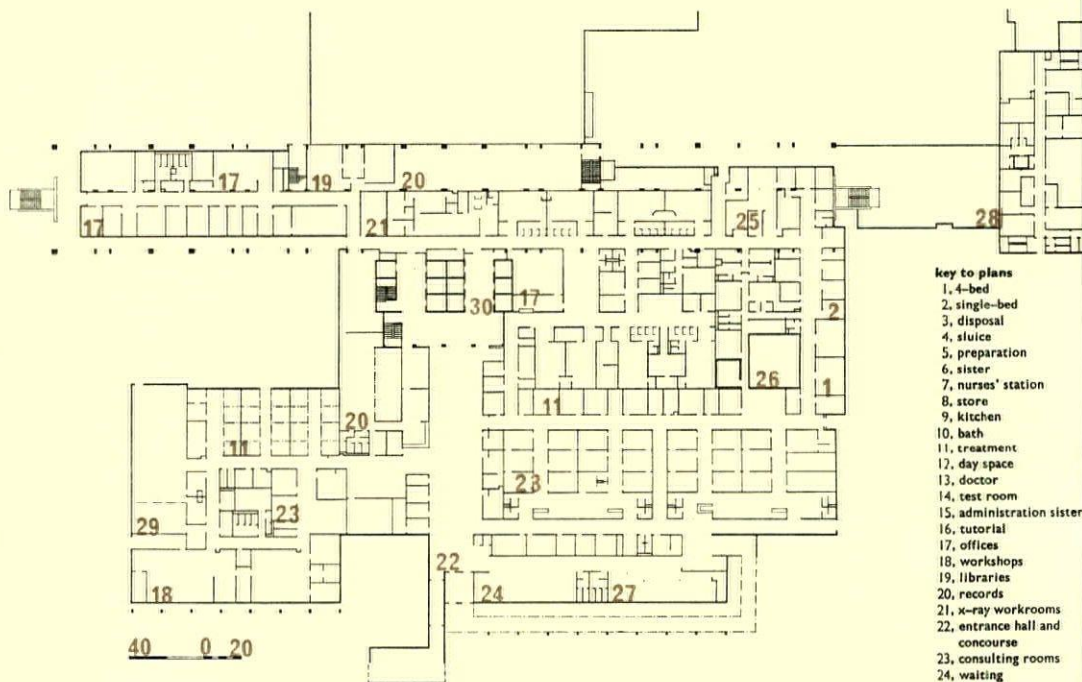 17
19
20
17
21
25
28
30
17
2
26
1
11
20
11
23
23
29
22
18
24
27
40 0 20
key to plans
1, 4-bed
2, single-bed
3, disposal
4, sluice
5, preparation
6, sister
7, nurses' station
8, store
9, kitchen
10, bath
11, treatment
12, day space
13, doctor
14, test room
15, administration sister
16, tutorial
17, offices
18, workshops
19, libraries
20, records
21, x-ray workrooms
22, entrance hall and
concourse
23, consulting rooms
24, waiting